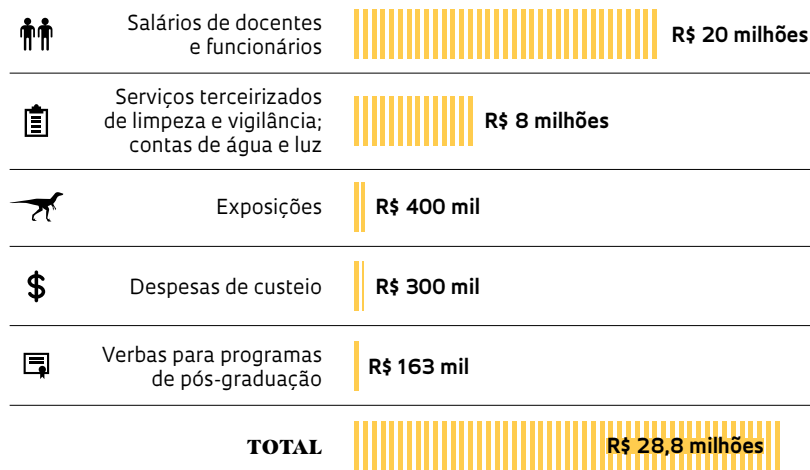 Salários de docentes
e funcionários
R$ 20 milhões
Serviços terceirizados
de limpeza e vigilância;
contas de água e luz
R$ 8 milhões
Exposições
R$ 400 mil
$
Despesas de custeio
R$ 300 mil
Verbas para programas
de pós-graduação
R$ 163 mil
TOTAL
R$ 28,8 milhões